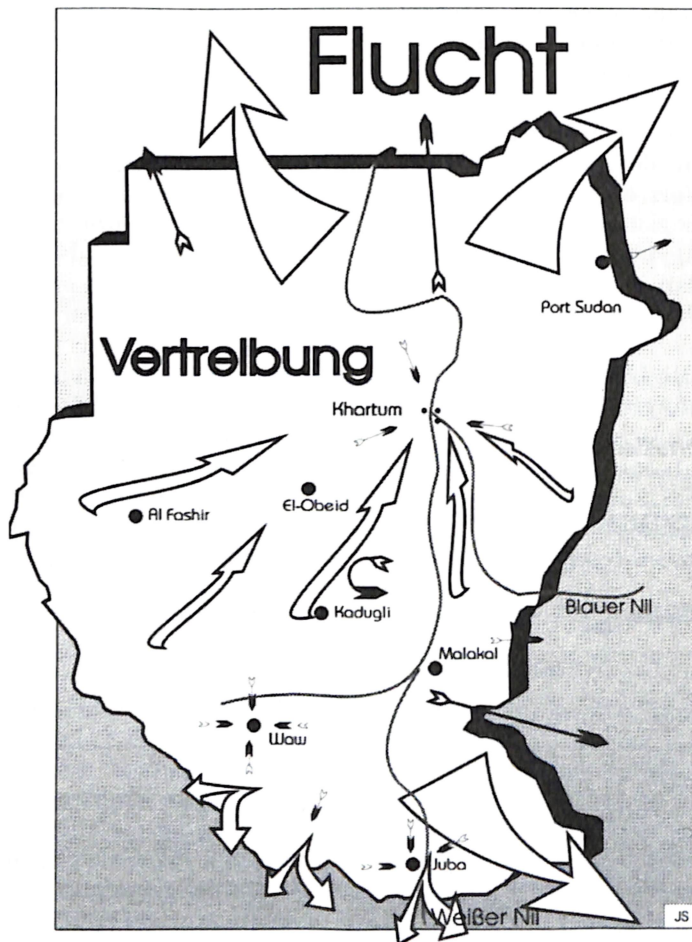 Flucht
Port Sudan
Vertreibung
Khartum
El-Obeid
Al Fashir
Kadugli
Blauer Nil
Malakal
Waw
Juba
Weißer Nil
JS